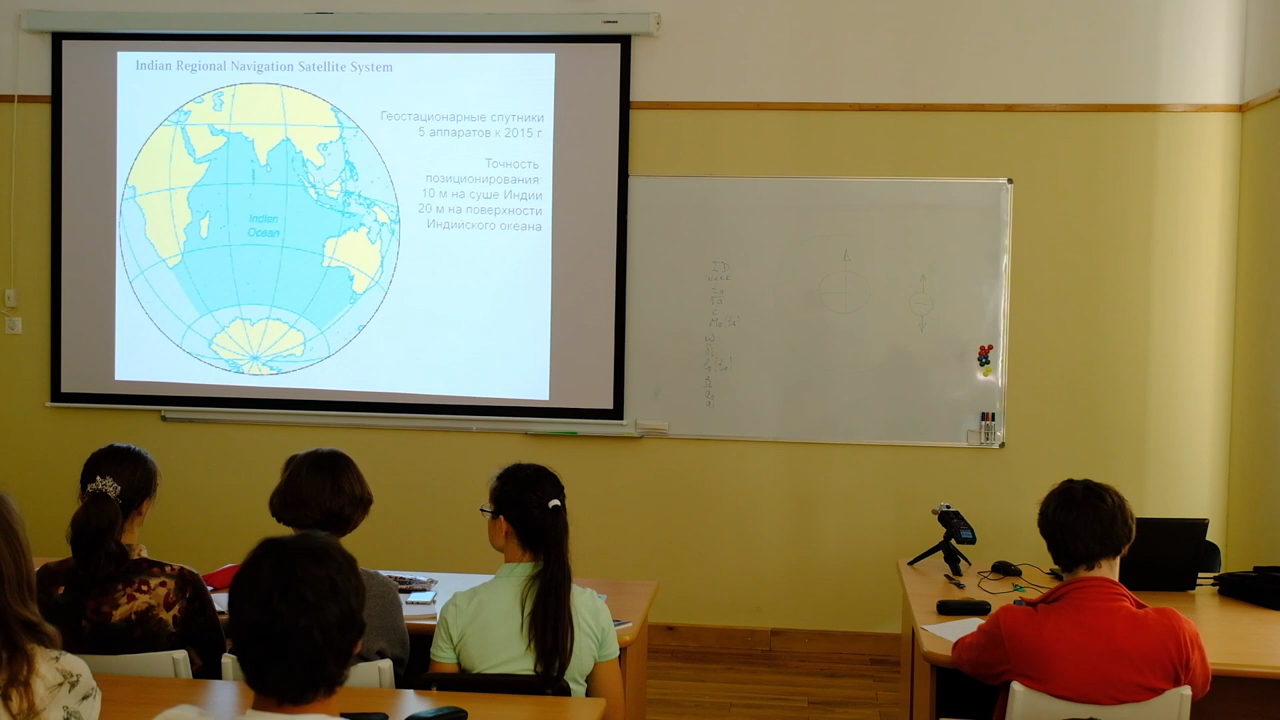 Indian Regional Navigation Satellite System
Геостационарные спутники
5 аппаратов к 2015 г.
Точность
позиционирования:
10 м на суше Индии
20 м на поверхности
Индийского океана
Indian
Ocean